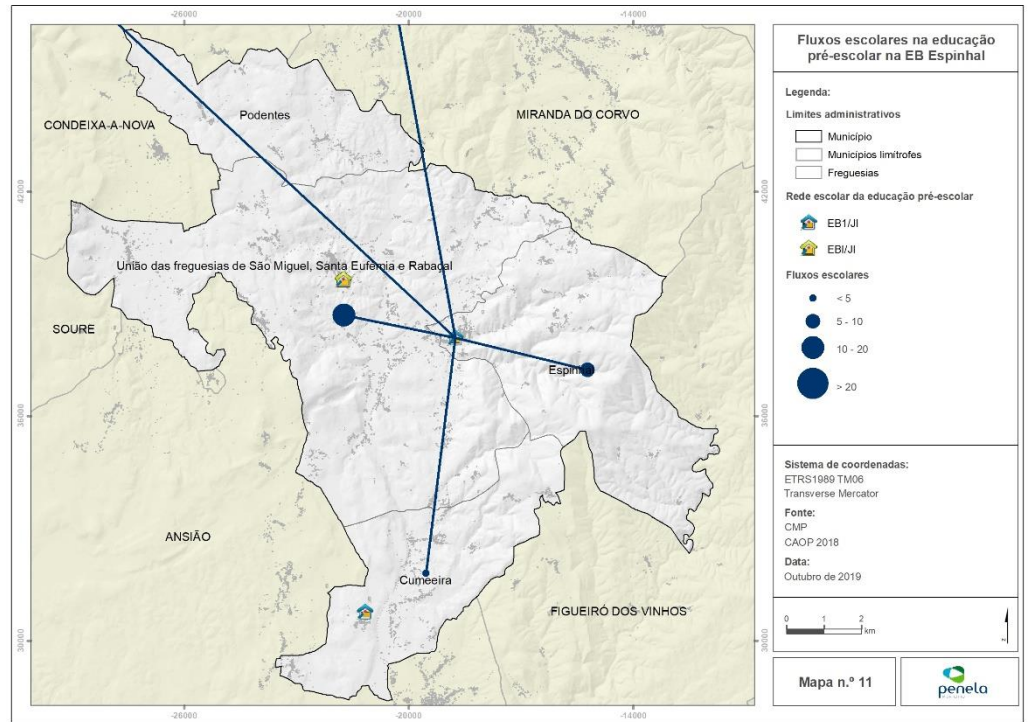 -26000
-20000
-14000
CONDEIXA-A-NOVA
Podentes
MIRANDA DO CORVO
42000
42000
União das freguesias de São Miguel, Santa Eufémia e Rabaçal
SOURE
Espinhal
36000
36000
ANSIÃO
Cumeeira
FIGUEIRÓ DOS VINHOS
30000
30000
-26000
-20000
-14000
Fluxos escolares na educação
pré-escolar na EB Espinhal
Legenda:
Limites administrativos
Município
Municípios limítrofes
Freguesias
Rede escolar da educação pré-escolar
EB1/JI
EBI/JI
Fluxos escolares
< 5
5 - 10
10 - 20
> 20
Sistema de coordenadas:
ETRS1989 TM06
Transverse Mercator
Fonte:
CMP
CAOP 2018
Data:
Outubro de 2019
0 1 2
km
Mapa n.º 11
penela